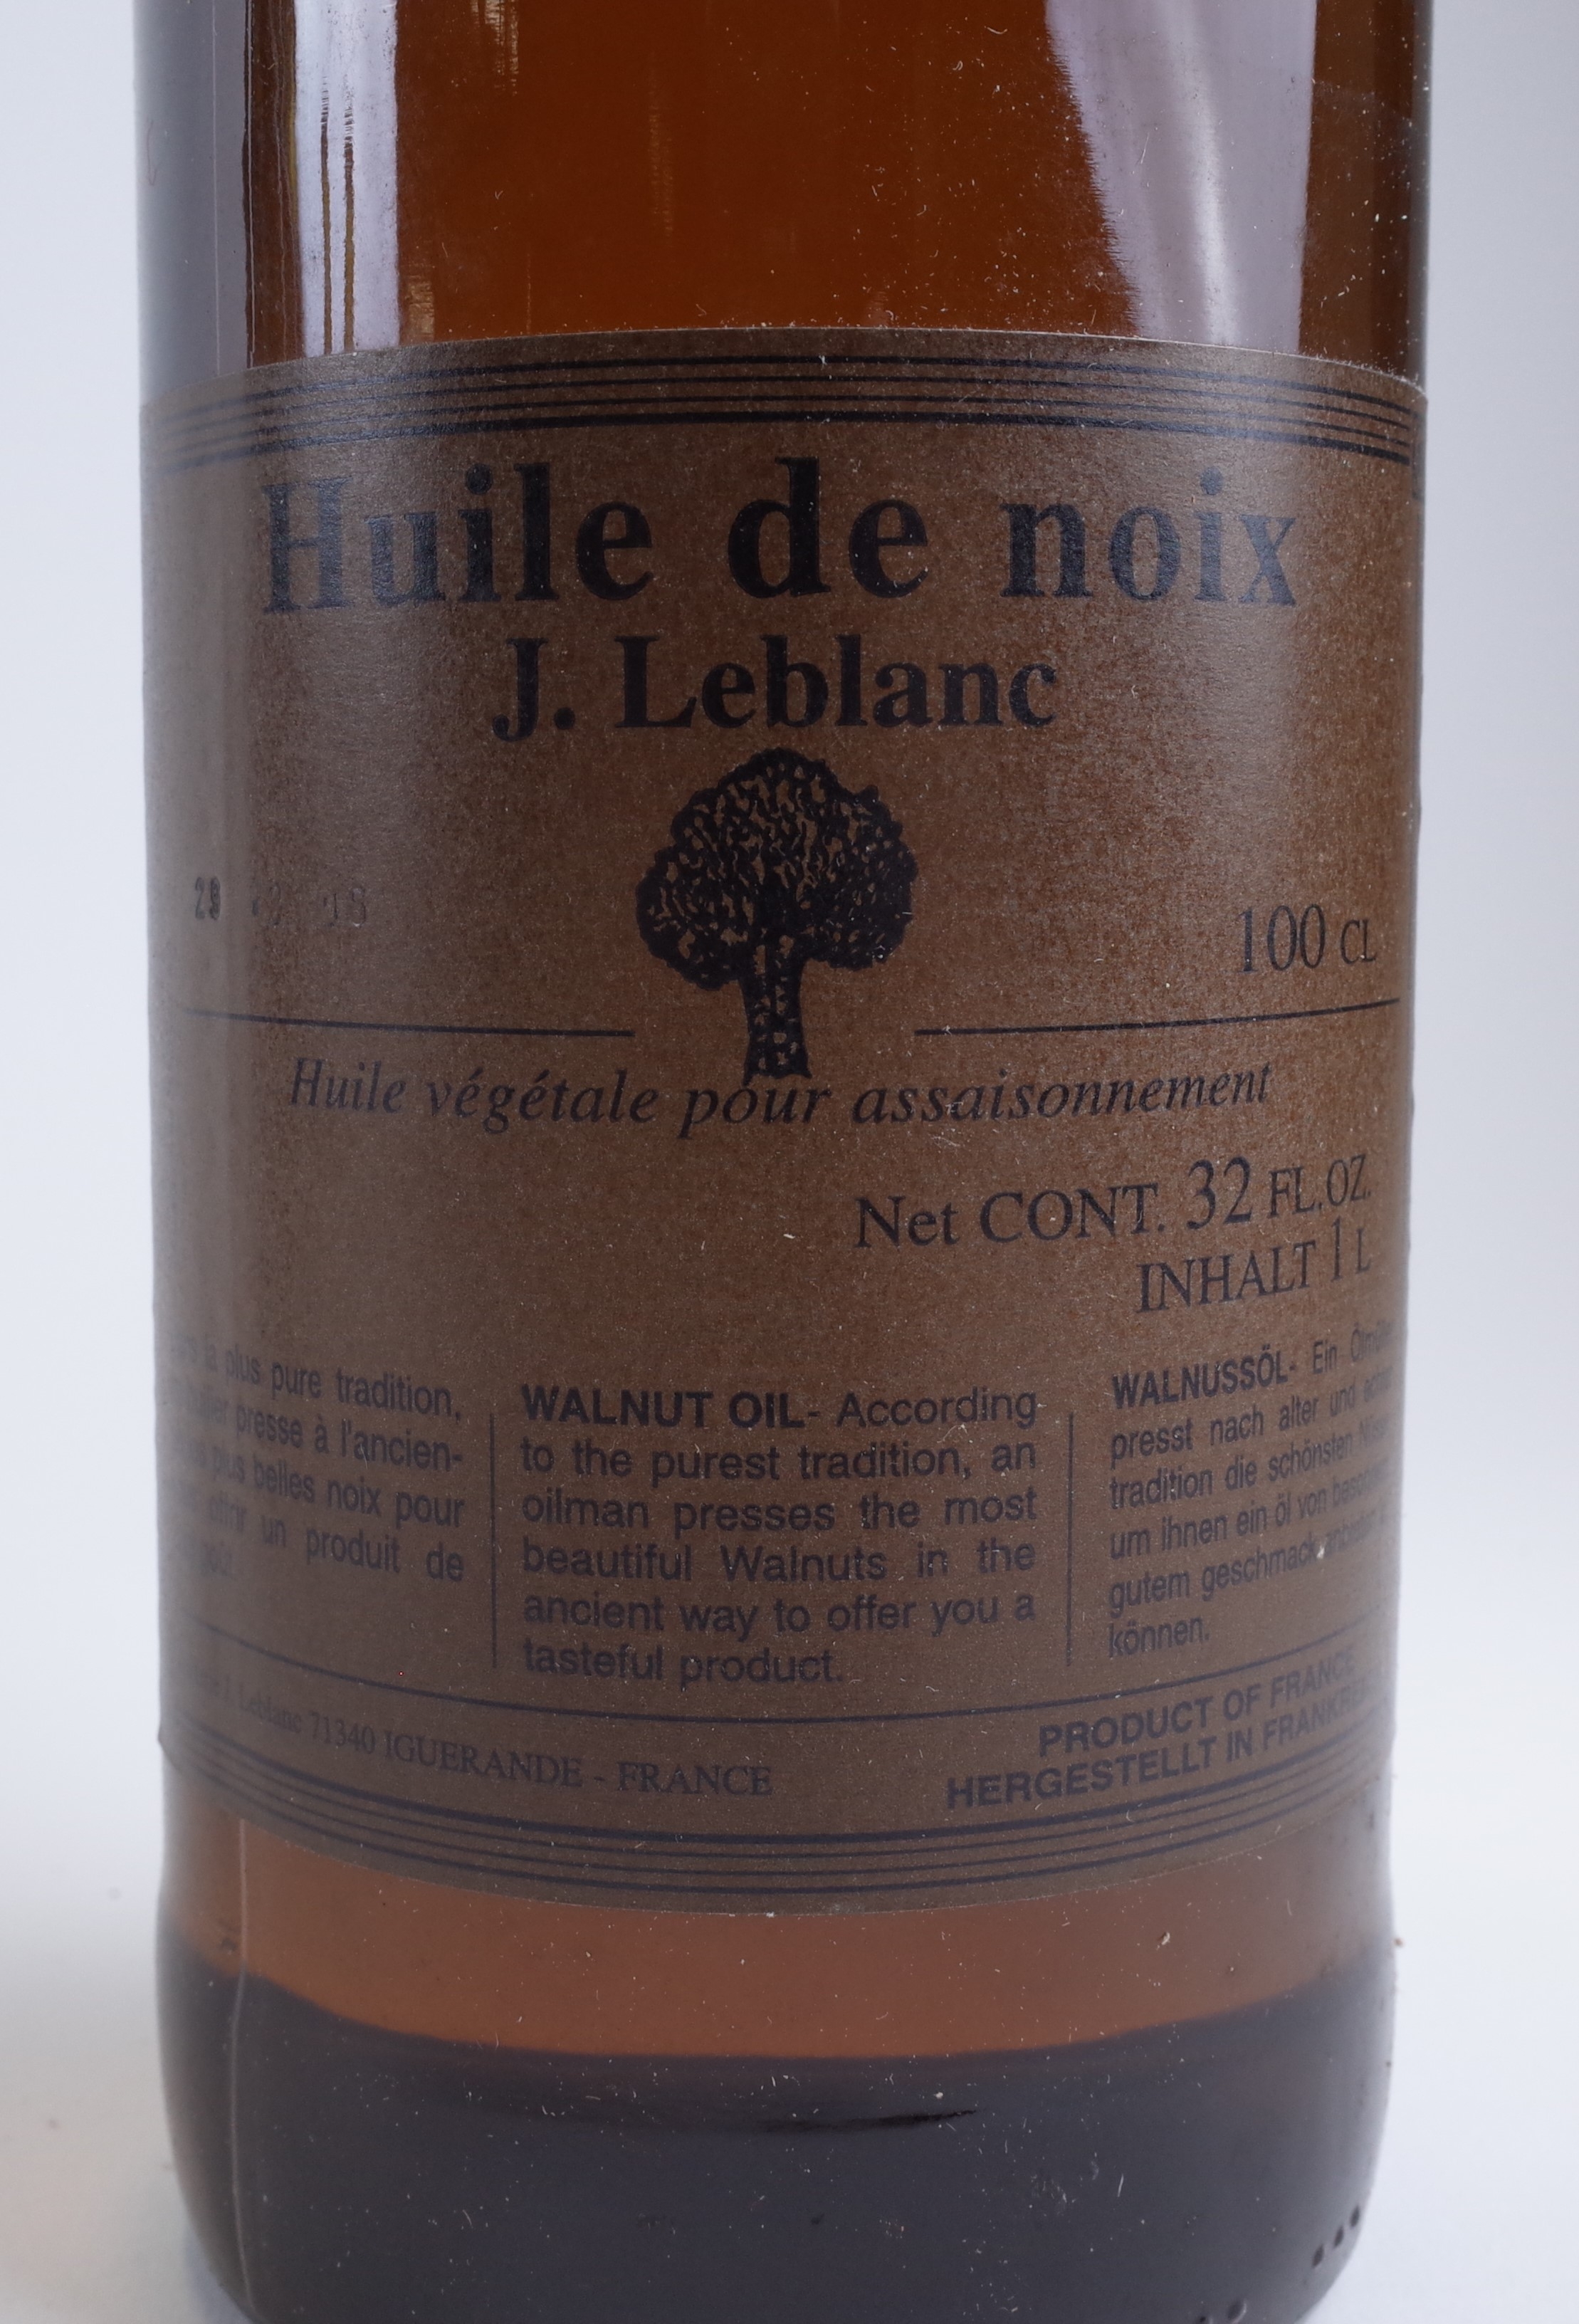 Huile de noix
J. Leblanc
29
100 CL
Huile végétale pour assaisonnement
Net CONT. 32 FL.OZ.
INHALT 1 L
la plus pure tradition,
presse à l'ancien-
plus belles noix pour
offrir un produit de
goût.
WALNUT OIL- According
to the purest tradition, an
oilman presses the most
beautiful Walnuts in the
ancient way to offer you a
tasteful product.
WALNUSSÖL- Ein
presst nach alter und
tradition die schönsten
um ihnen ein öl von
gutem geschmack
können.
J. Leblanc 71340 IGUERANDE - FRANCE
PRODUCT OF FRANCE
HERGESTELLT IN